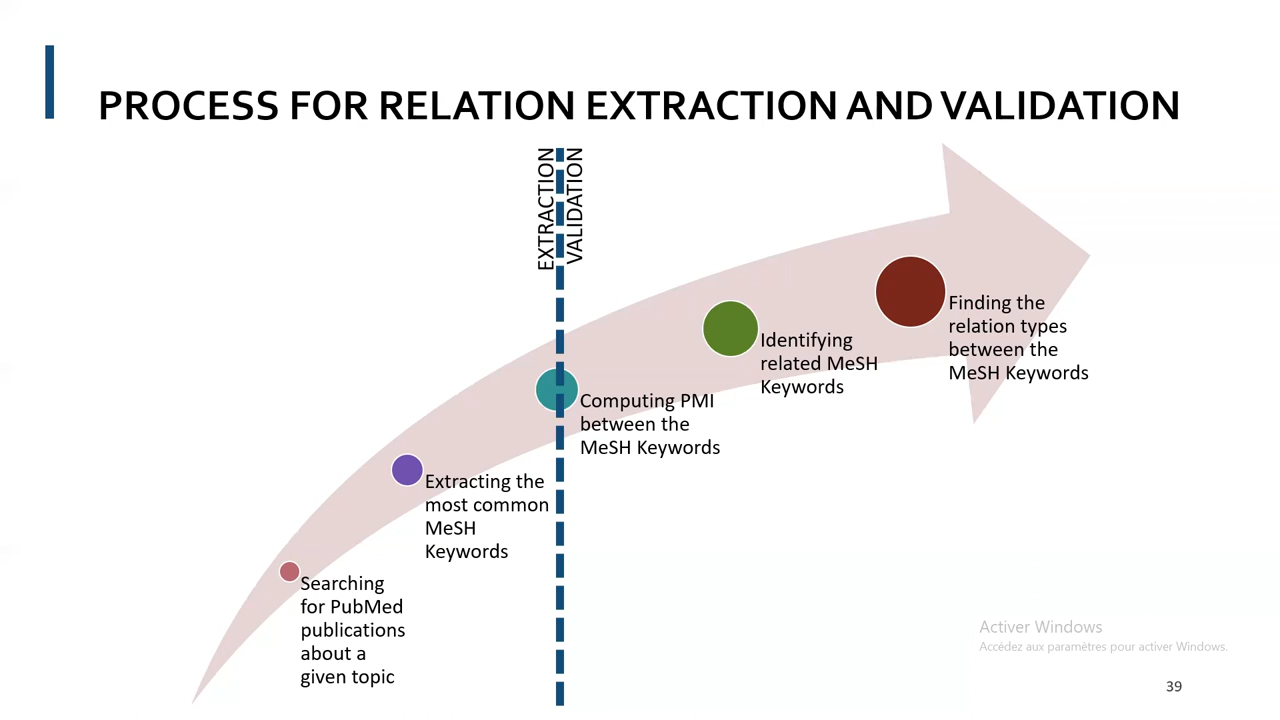 PROCESS FOR RELATION EXTRACTION AND VALIDATION
EXTRACTION
VALIDATION
Searching
for PubMed
publications
about a
given topic
Extracting the
most common
MeSH
Keywords
Computing PMI
between the
MeSH Keywords
Identifying
related MeSH
Keywords
Finding the
relation types
between the
MeSH Keywords
Activer Windows
Accédez aux paramètres pour activer Windows.
39